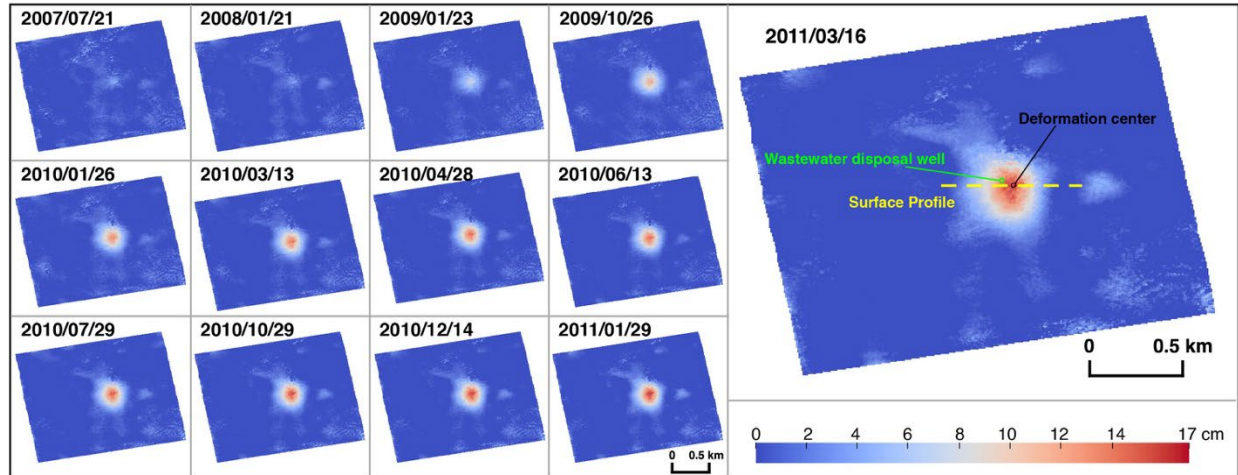 2007/07/21
2008/01/21
2009/01/23
2009/10/26
2010/01/26
2010/03/13
2010/04/28
2010/06/13
2010/07/29
2010/10/29
2010/12/14
2011/01/29
0 0.5 km
2011/03/16
Deformation center
Wastewater disposal well
Surface Profile
0 0.5 km
0 2 4 6 8 10 12 14 17 cm